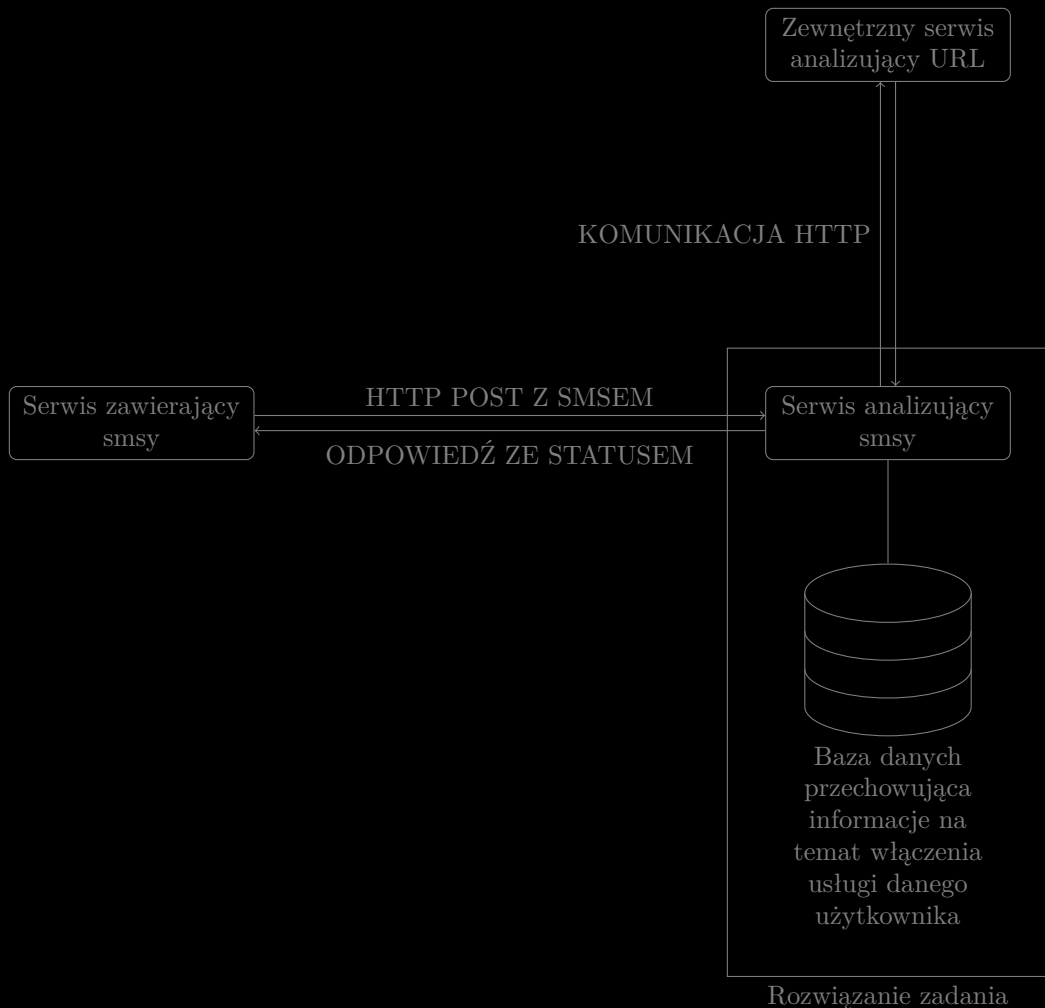 Zewnętrzny serwis
analizujący URL
KOMUNIKACJA HTTP
Serwis zawierający
smsy
HTTP POST Z SMSEM
ODPOWIEDŹ ZE STATUSEM
Serwis analizujący
smsy
Baza danych
przechowująca
informacje na
temat włączenia
usługi danego
użytkownika
Rozwiązanie zadania